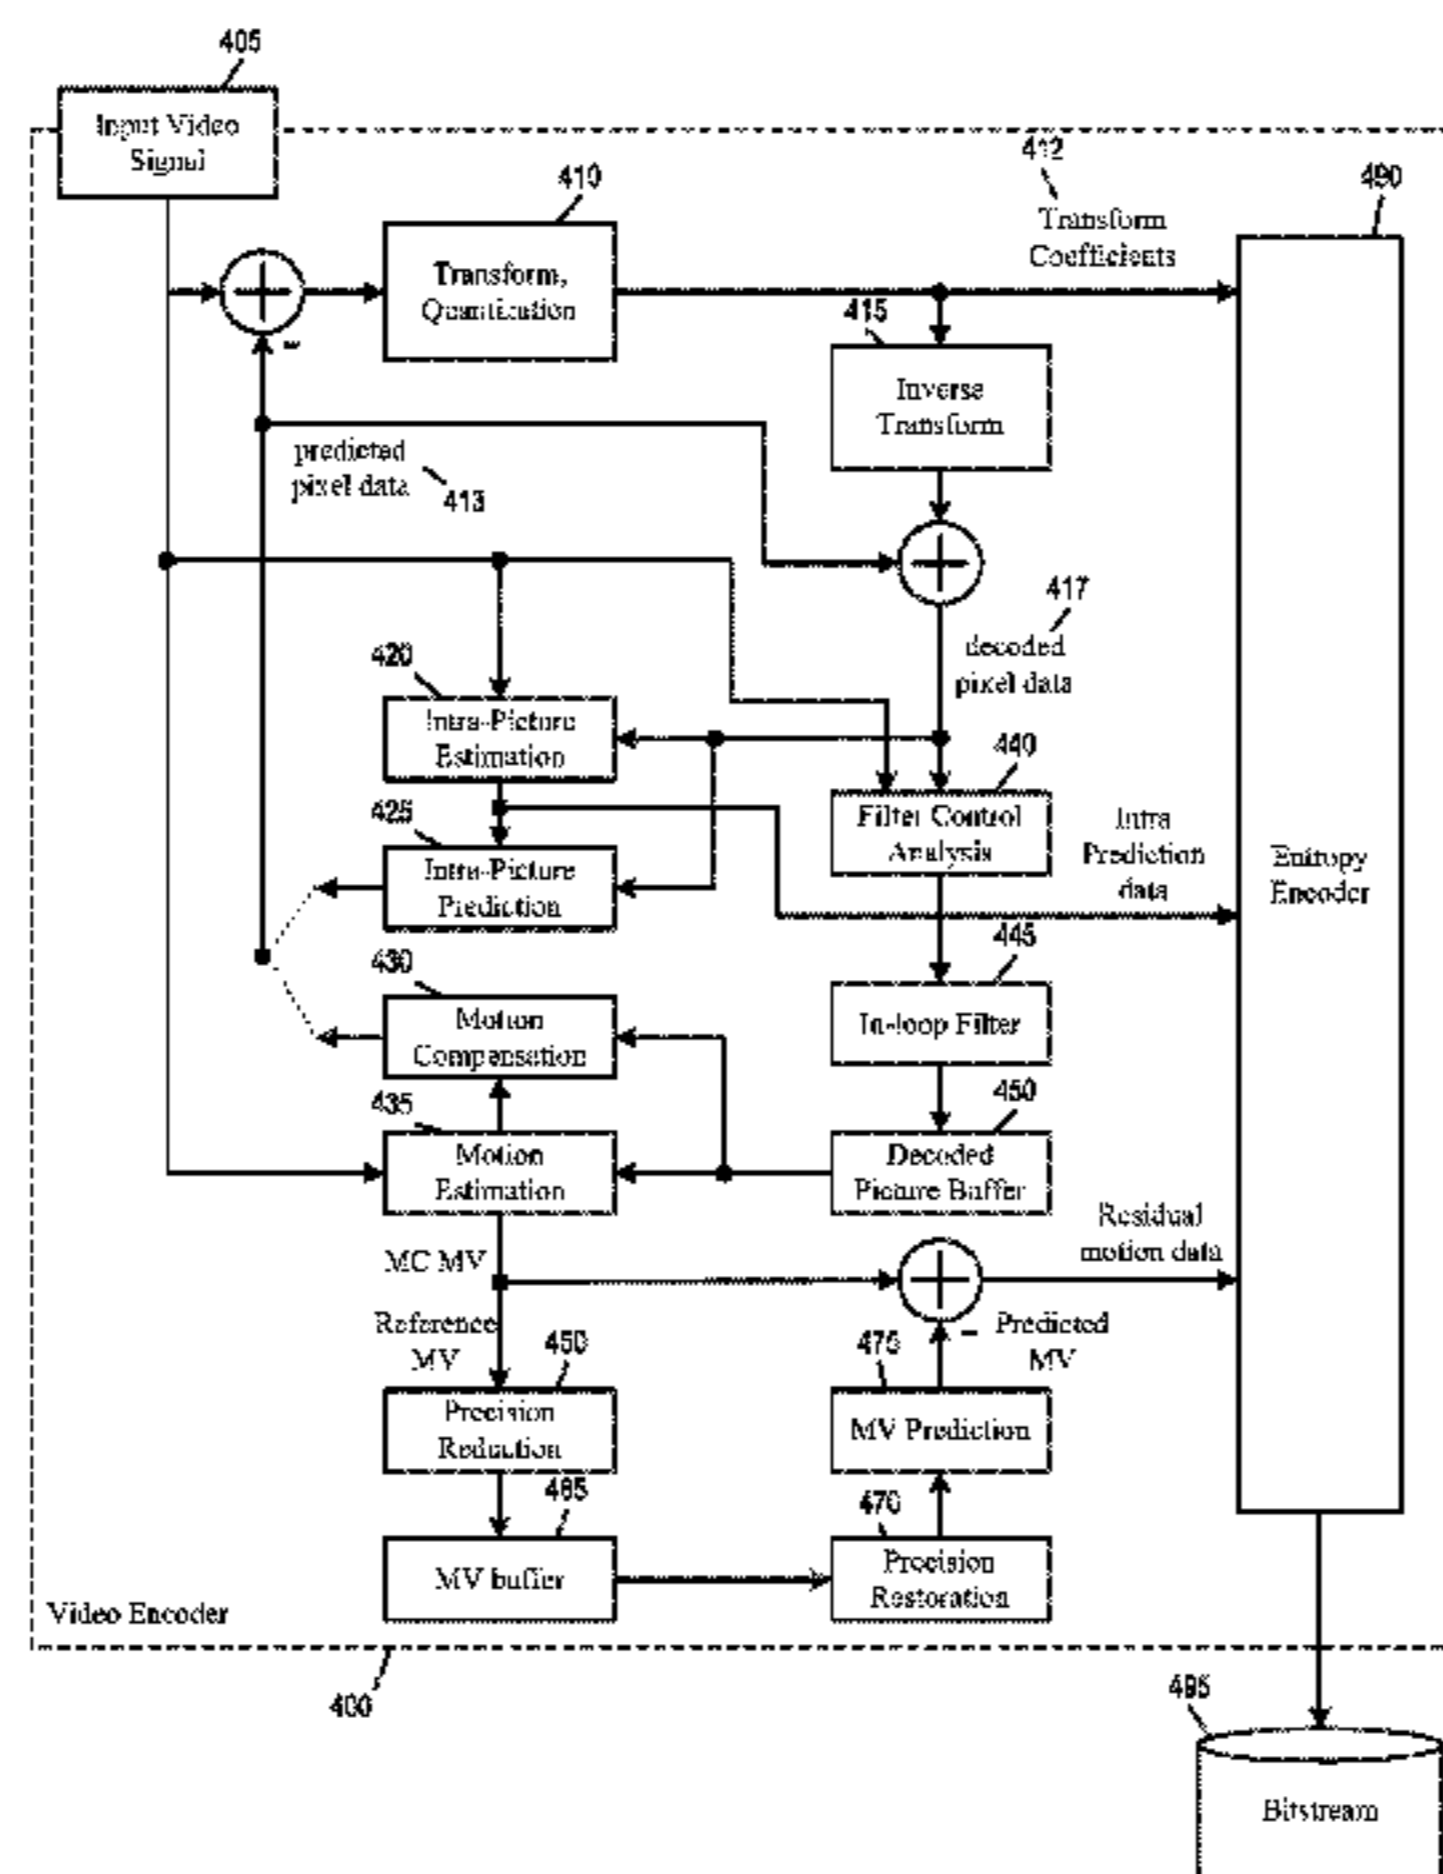 405
Input Video
Signal
412
Transform
Coefficients
410
490
Transform,
Quantization
415
Inverse
Transform
predicted
pixel data
413
417
decoded
pixel data
420
Intra-Picture
Estimation
440
Filter Control
Analysis
425
Intra-Picture
Prediction
Intra
Prediction
data
Entropy
Encoder
430
Motion
Compensation
445
In-loop Filter
435
Motion
Estimation
450
Decoded
Picture Buffer
Residual
motion data
MC MV
Reference
MV
450
Precision
Reduction
475
MV Prediction
Predicted
MV
465
MV buffer
470
Precision
Restoration
Video Encoder
400
495
Bitstream